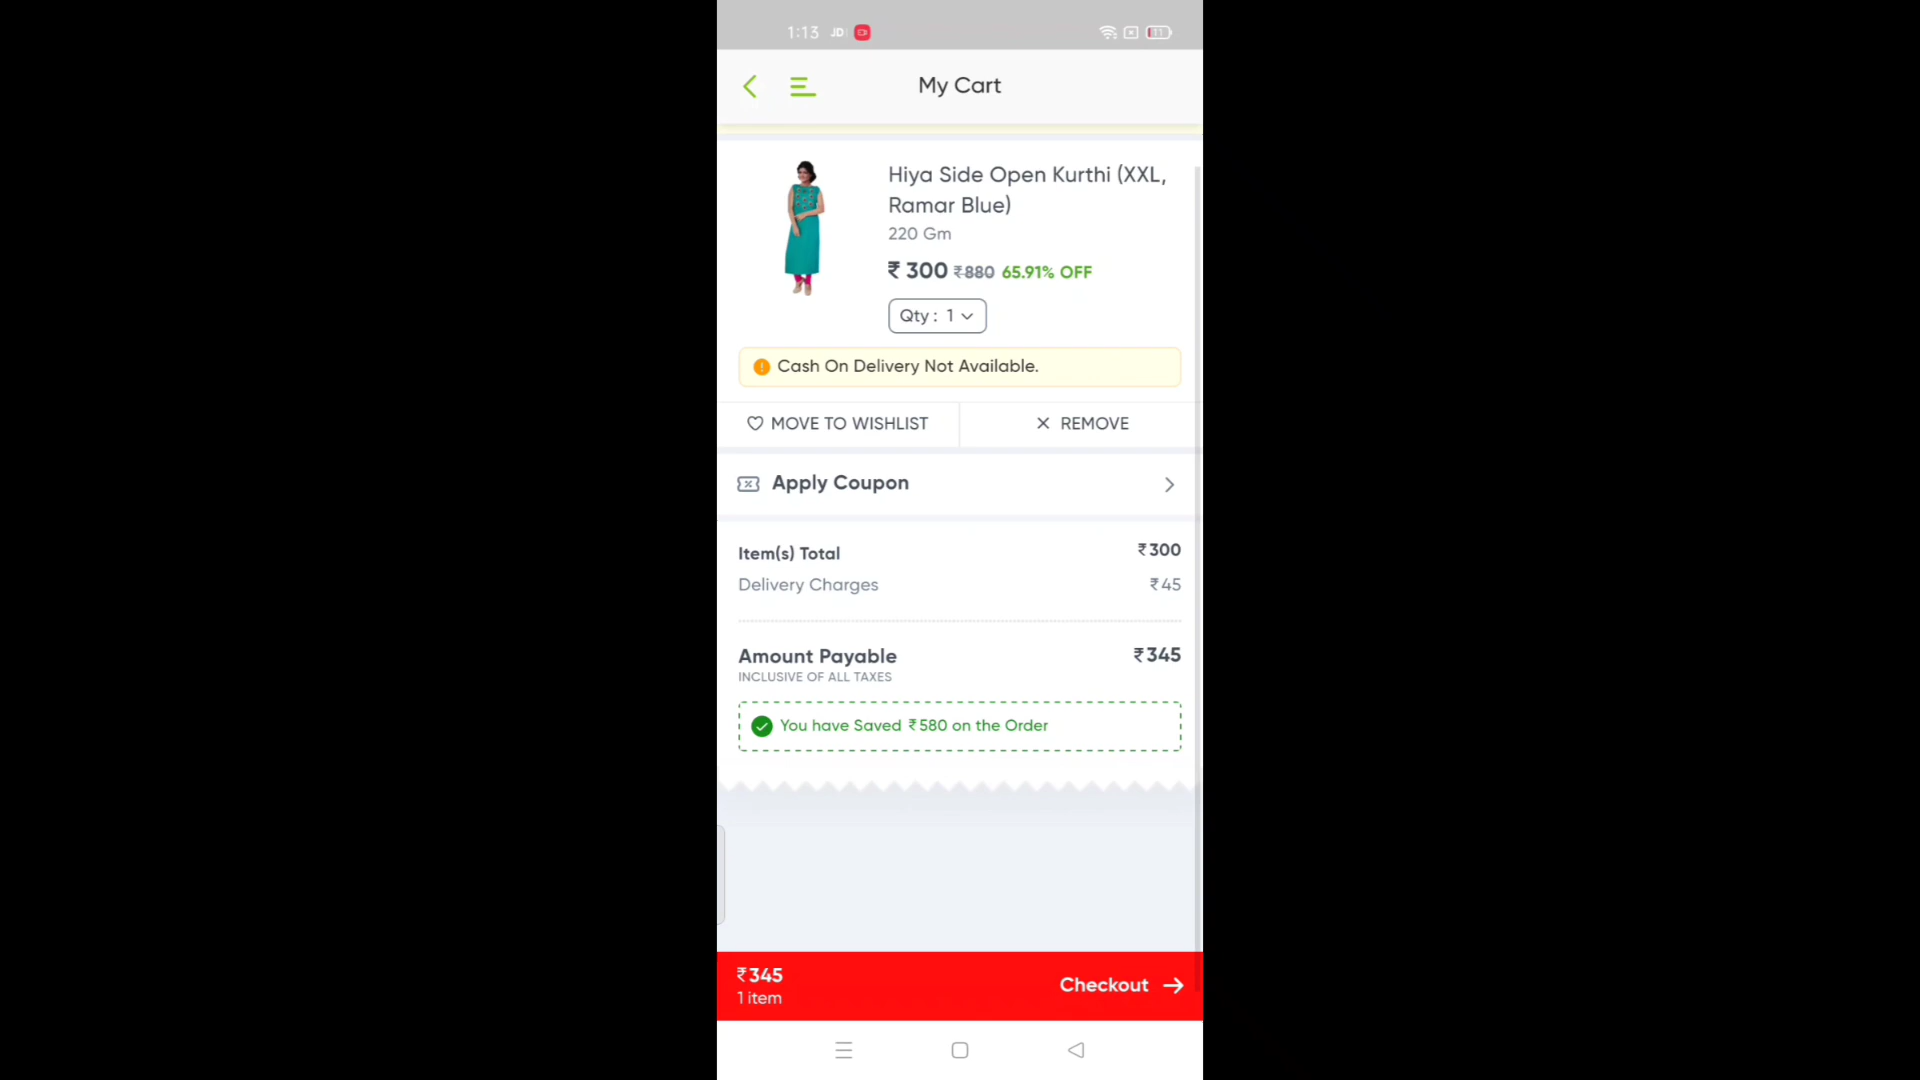 1:13 JD
11
My Cart
Hiya Side Open Kurthi (XXL,
Ramar Blue)
220 Gm
₹ 300 ₹880 65.91% OFF
Qty : 1
Cash On Delivery Not Available.
MOVE TO WISHLIST
REMOVE
Apply Coupon
Item(s) Total ₹300
Delivery Charges ₹45
Amount Payable ₹345
INCLUSIVE OF ALL TAXES
You have Saved ₹580 on the Order
₹345
1 item
Checkout